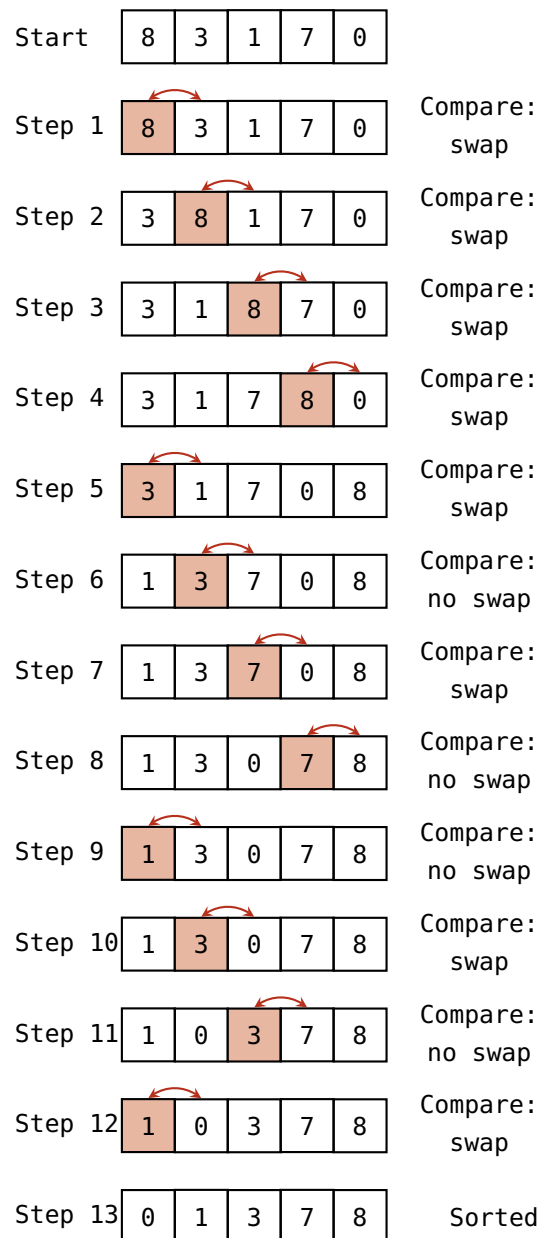 Start 8 3 1 7 0
Step 1 8 3 1 7 0 Compare:
swap
Step 2 3 8 1 7 0 Compare:
swap
Step 3 3 1 8 7 0 Compare:
swap
Step 4 3 1 7 8 0 Compare:
swap
Step 5 3 1 7 0 8 Compare:
swap
Step 6 1 3 7 0 8 Compare:
no swap
Step 7 1 3 7 0 8 Compare:
swap
Step 8 1 3 0 7 8 Compare:
no swap
Step 9 1 3 0 7 8 Compare:
no swap
Step 10 1 3 0 7 8 Compare:
swap
Step 11 1 0 3 7 8 Compare:
no swap
Step 12 1 0 3 7 8 Compare:
swap
Step 13 0 1 3 7 8 Sorted